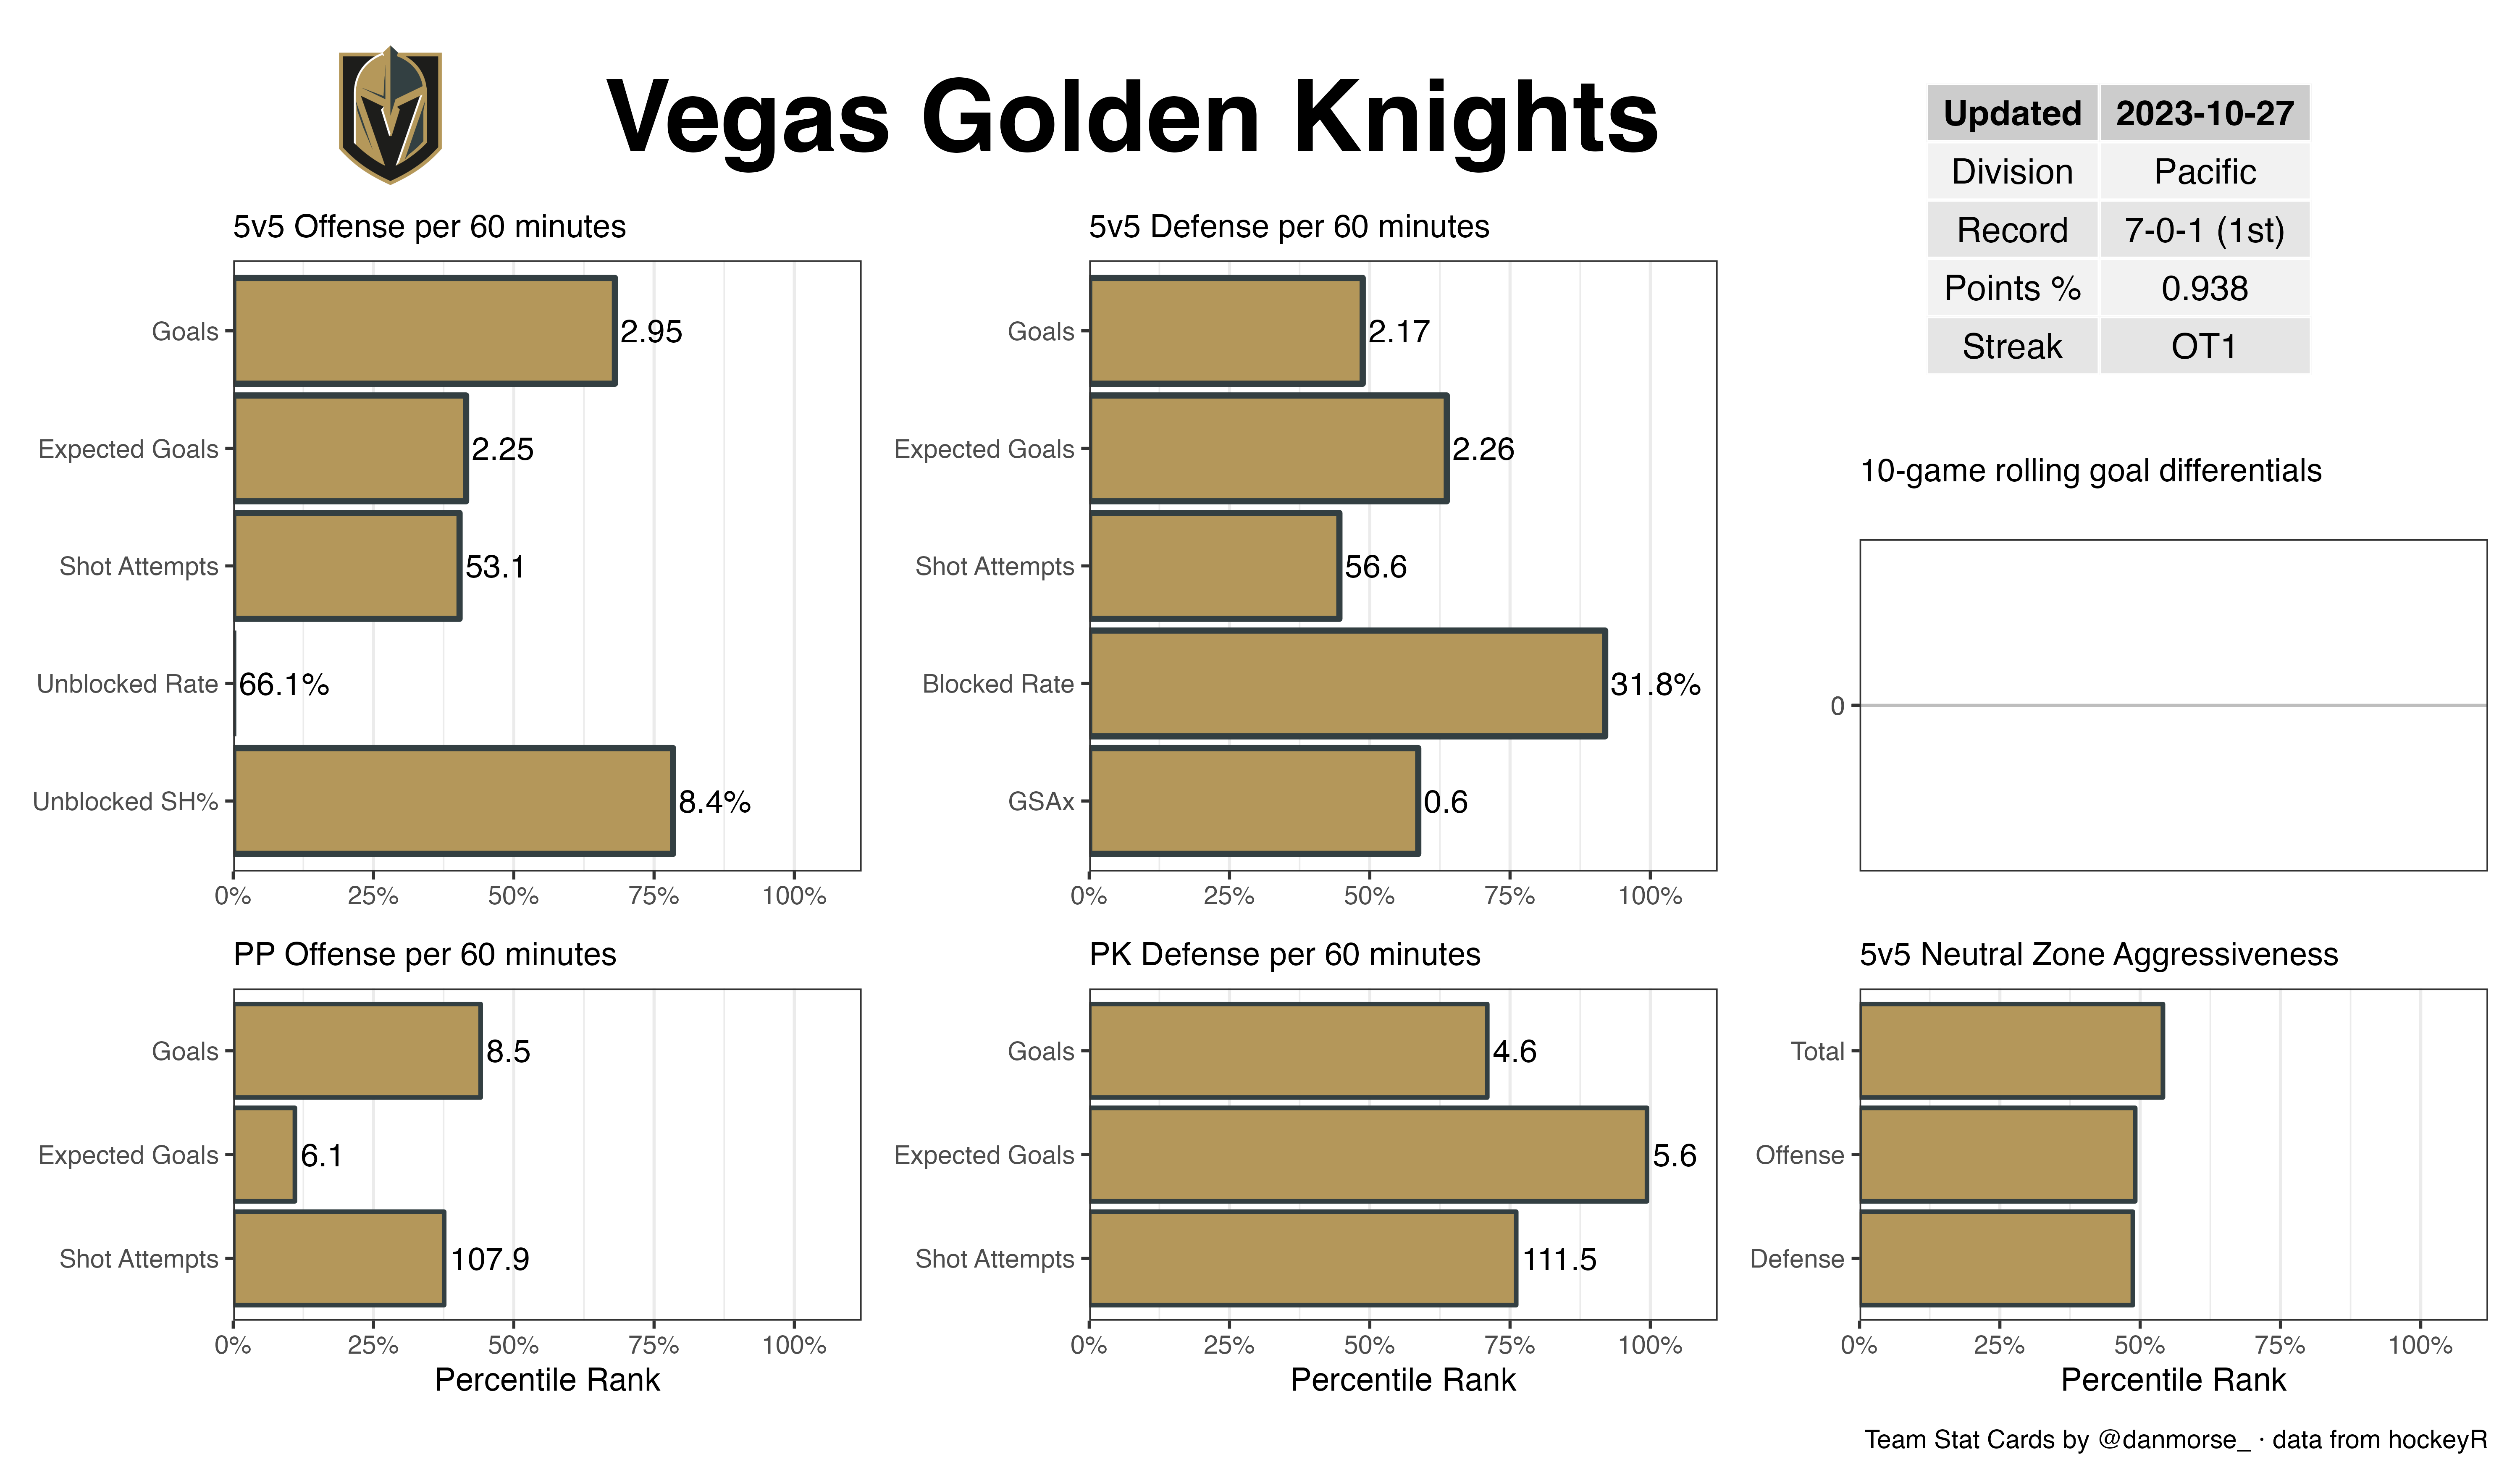 Vegas Golden Knights
Updated 2023-10-27
Division Pacific
Record 7-0-1 (1st)
Points % 0.938
Streak OT1
5v5 Offense per 60 minutes
Goals 2.95
Expected Goals 2.25
Shot Attempts 53.1
Unblocked Rate 66.1%
Unblocked SH% 8.4%
0% 25% 50% 75% 100%
5v5 Defense per 60 minutes
Goals 2.17
Expected Goals 2.26
Shot Attempts 56.6
Blocked Rate 31.8%
GSAx 0.6
0% 25% 50% 75% 100%
10-game rolling goal differentials
0
PP Offense per 60 minutes
Goals 8.5
Expected Goals 6.1
Shot Attempts 107.9
0% 25% 50% 75% 100%
Percentile Rank
PK Defense per 60 minutes
Goals 4.6
Expected Goals 5.6
Shot Attempts 111.5
0% 25% 50% 75% 100%
Percentile Rank
5v5 Neutral Zone Aggressiveness
Total
Offense
Defense
0% 25% 50% 75% 100%
Percentile Rank
Team Stat Cards by @danmorse_ · data from hockeyR